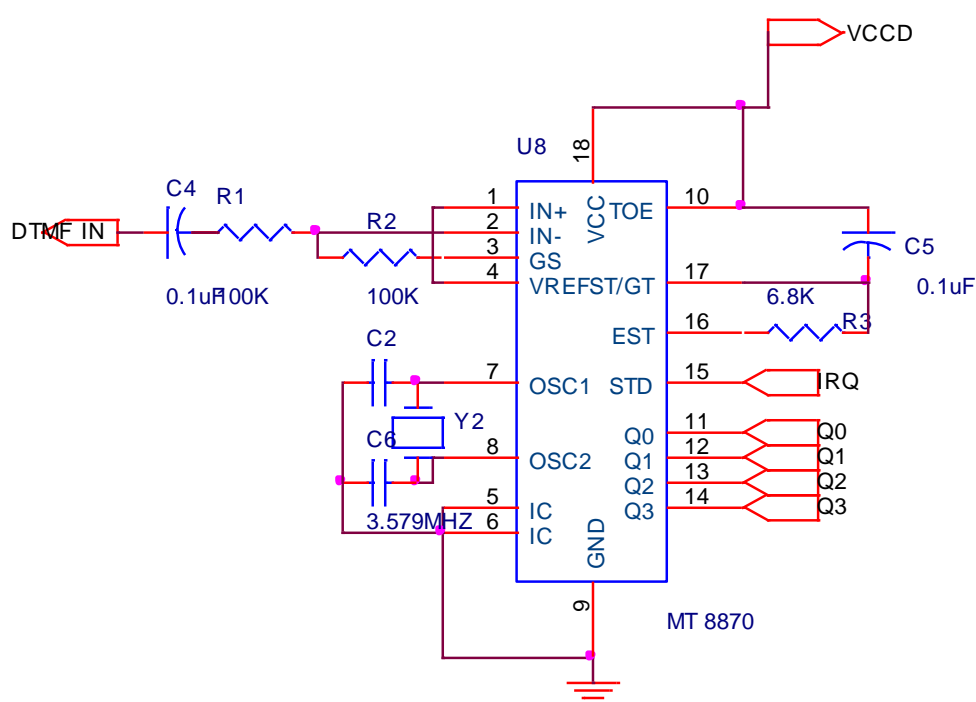 VCCD
U8
18
C4
R1
1
IN+
VCC
TOE
10
DTMF IN
R2
2
IN-
3
GS
C5
4
VREF
ST/GT
17
0.1uF
100K
100K
6.8K
0.1uF
EST
16
R3
C2
7
OSC1
STD
15
IRQ
Y2
C6
Q0
11
Q0
8
OSC2
Q1
12
Q1
Q2
13
Q2
5
IC
Q3
14
Q3
3.579MHZ
6
IC
GND
9
MT 8870